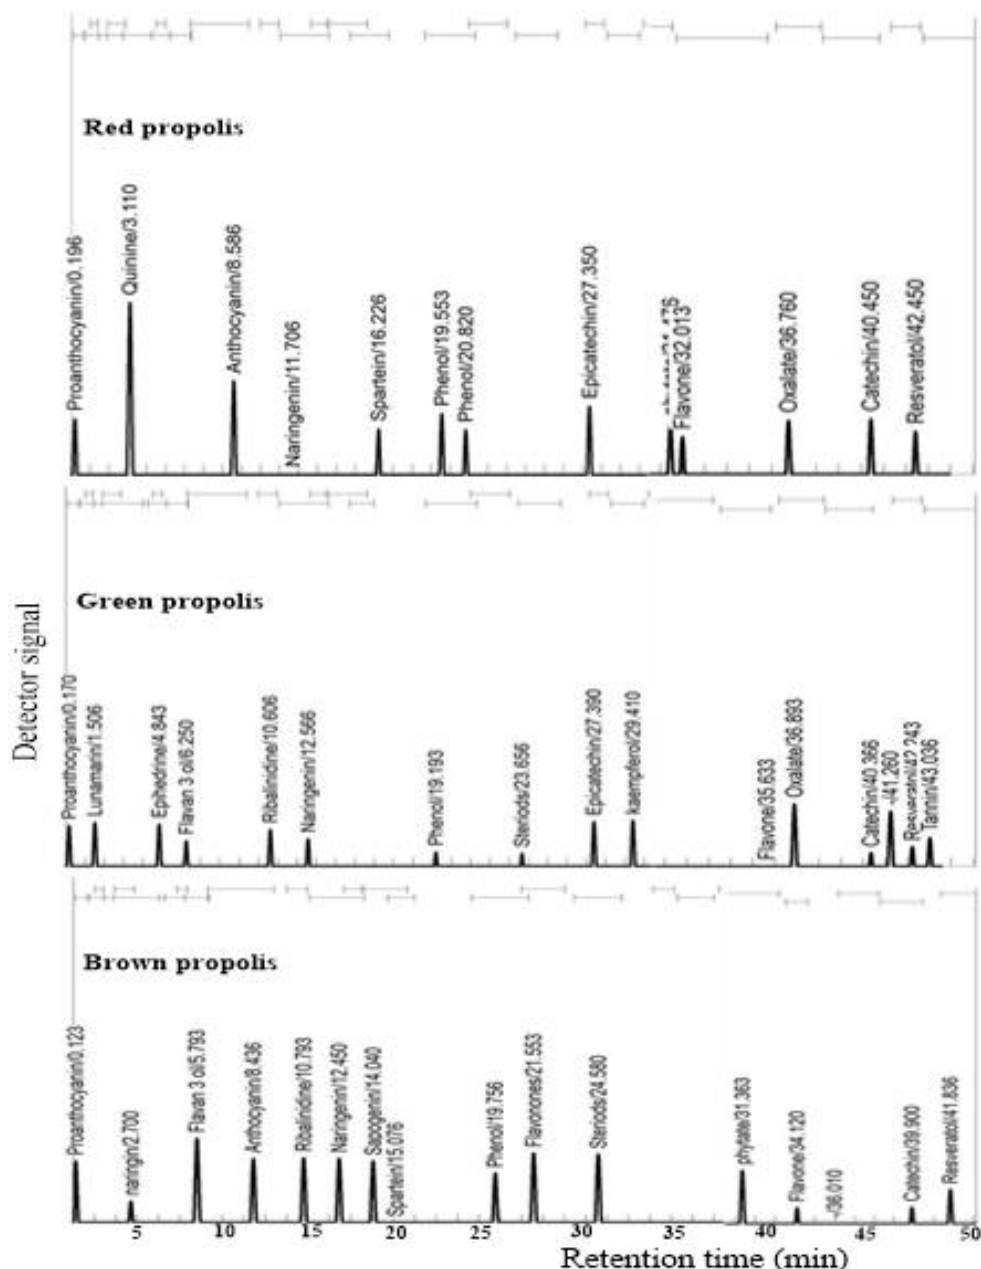 Red propolis
Proanthocyanin/0.196
Quinine/3.110
Anthocyanin/8.586
Naringenin/11.706
Spartein/16.226
Phenol/19.553
Phenol/20.820
Epicatechin/27.350
Flavone/32.013
Oxalate/36.760
Catechin/40.450
Resveratol/42.450
Detector signal
Green propolis
Proanthocyanin/0.170
Lunamarin/1.506
Epihedrine/4.843
Flavan 3 ol/6.250
Ribalinidine/10.606
Naringenin/12.566
Phenol/19.193
Steriods/23.656
Epicatechin/27.390
kaempferol/29.410
Flavone/35.633
Oxalate/36.893
Catechin/40.366
-/41.260
Tannin/43.036
Brown propolis
Proanthocyanin/0.123
naringin/2.700
Flavan 3 ol/5.793
Anthocyanin/8.436
Ribalinidine/10.793
Naringenin/12.450
Sapogenin/14.040
Spartein/15.076
Phenol/19.756
Flavonones/21.553
Steriods/24.580
phytate/31.363
Flavone/34.120
-/36.010
Catechin/39.900
Resveratol/41.836
5 10 15 20 25 30 35 40 45 50
Retention time (min)